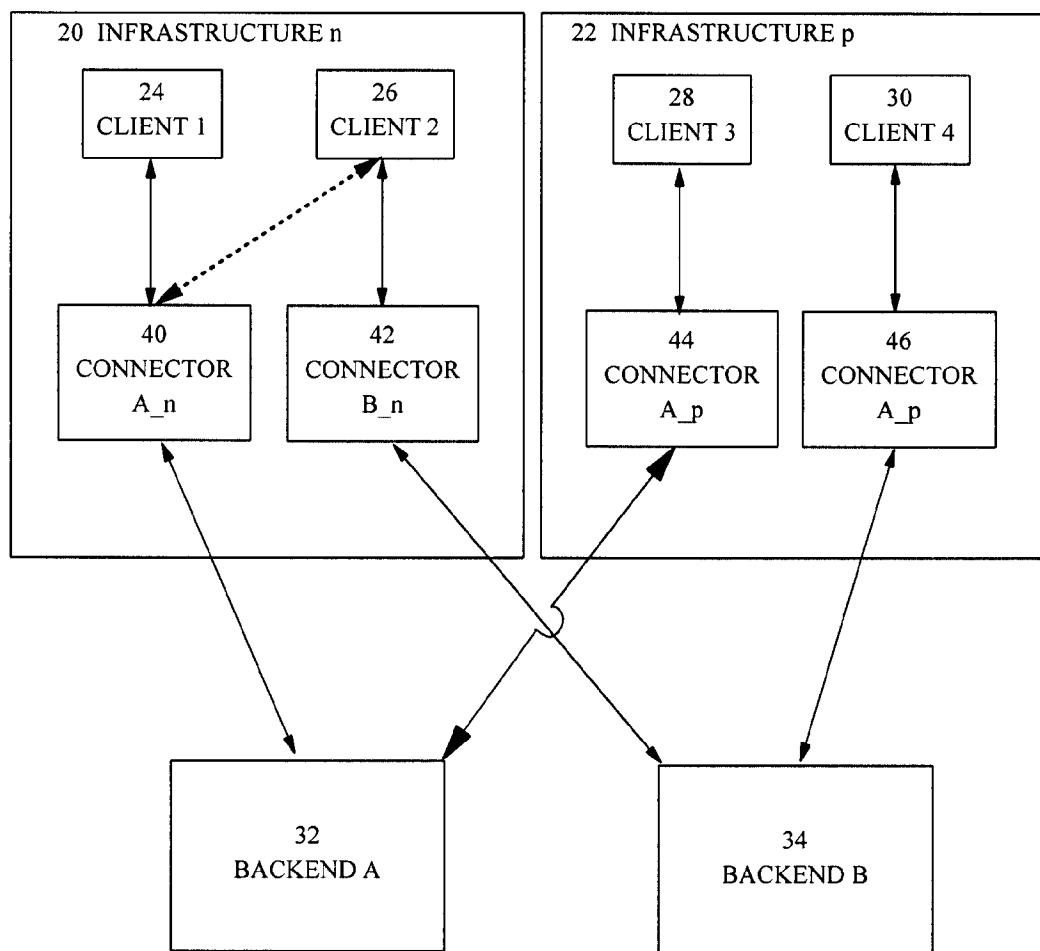 20 INFRASTRUCTURE n
22 INFRASTRUCTURE p
24
CLIENT 1
26
CLIENT 2
28
CLIENT 3
30
CLIENT 4
40
CONNECTOR
A_n
42
CONNECTOR
B_n
44
CONNECTOR
A_p
46
CONNECTOR
A_p
32
BACKEND A
34
BACKEND B